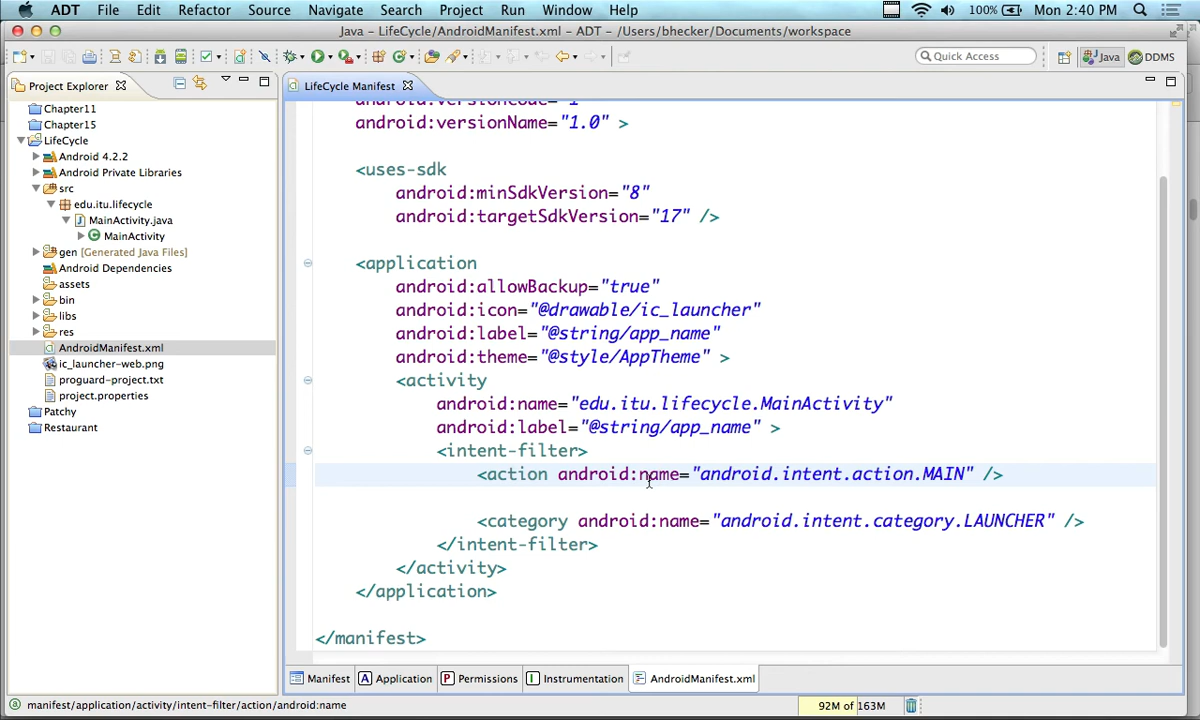 ADT File Edit Refactor Source Navigate Search Project Run Window Help 100% Mon 2:40 PM
Java - LifeCycle/AndroidManifest.xml - ADT - /Users/bhecker/Documents/workspace
Quick Access Java DDMS
Project Explorer
LifeCycle Manifest
Chapter11
Chapter15
LifeCycle
Android 4.2.2
Android Private Libraries
src
edu.itu.lifecycle
MainActivity.java
MainActivity
gen [Generated Java Files]
Android Dependencies
assets
bin
libs
res
AndroidManifest.xml
ic_launcher-web.png
proguard-project.txt
project.properties
Patchy
Restaurant
android:versionCode="1"
android:versionName="1.0" >
<uses-sdk
android:minSdkVersion="8"
android:targetSdkVersion="17" />
<application
android:allowBackup="true"
android:icon="@drawable/ic_launcher"
android:label="@string/app_name"
android:theme="@style/AppTheme" >
<activity
android:name="edu.itu.lifecycle.MainActivity"
android:label="@string/app_name" >
<intent-filter>
<action android:name="android.intent.action.MAIN" />
<category android:name="android.intent.category.LAUNCHER" />
</intent-filter>
</activity>
</application>
</manifest>
Manifest A Application P Permissions I Instrumentation AndroidManifest.xml
manifest/application/activity/intent-filter/action/android:name
92M of 163M